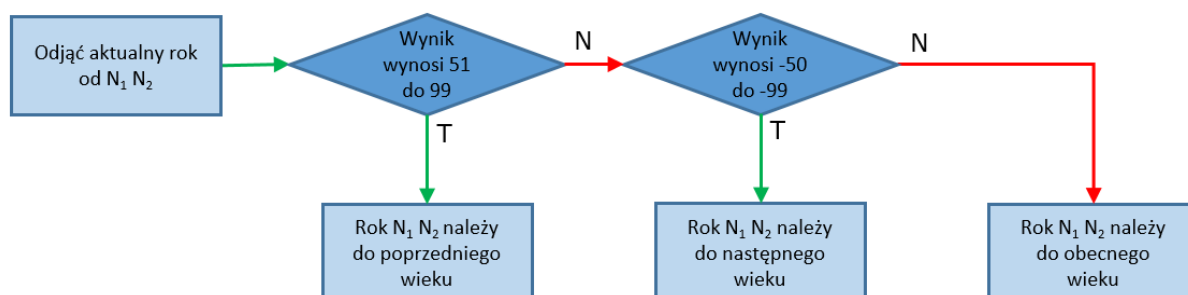 Odjąć aktualny rok
od N₁ N₂
Wynik
wynosi 51
do 99
N
Wynik
wynosi -50
do -99
N
T
T
Rok N₁ N₂ należy
do poprzedniego
wieku
Rok N₁ N₂ należy
do następnego
wieku
Rok N₁ N₂ należy
do obecnego
wieku